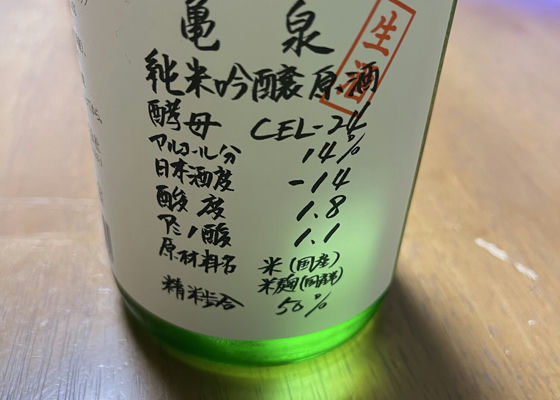 亀泉
生酒
純米吟醸原酒
酵母 CEL-24
アルコール分 14%
日本酒度 -14
酸度 1.8
アミノ酸 1.1
原材料名 米(国産)
米麹(国産米)
精米歩合 50%